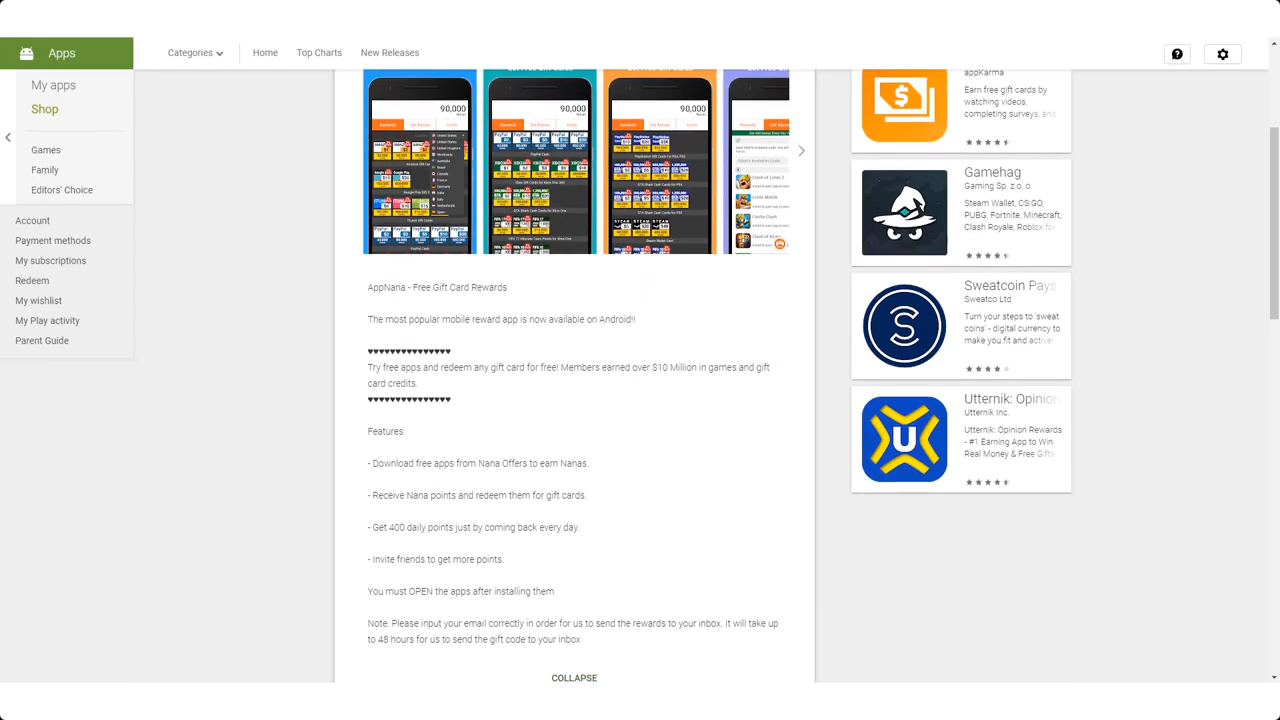 Apps
Categories
Home
Top Charts
New Releases
My apps
Shop
Games
Family
Editors' Choice
Account
Payment methods
My subscriptions
Redeem
My wishlist
My Play activity
Parent Guide
90,000
90,000
90,000
AppNana - Free Gift Card Rewards
The most popular mobile reward app is now available on Android!!
♥♥♥♥♥♥♥♥♥♥♥♥♥♥♥
Try free apps and redeem any gift card for free! Members earned over $10 Million in games and gift
card credits.
♥♥♥♥♥♥♥♥♥♥♥♥♥♥♥
Features:
- Download free apps from Nana Offers to earn Nanas.
- Receive Nana points and redeem them for gift cards.
- Get 400 daily points just by coming back every day.
- Invite friends to get more points.
You must OPEN the apps after installing them
Note: Please input your email correctly in order for us to send the rewards to your inbox. It will take up
to 48 hours for us to send the gift code to your inbox
COLLAPSE
appKarma
Earn free gift cards by
watching videos,
completing surveys, and
Gamehag
Gaming Sp. z.o. o.
Steam Wallet, CS:GO,
PUBG, Fortnite, Minecraft,
Clash Royale, Roblox for
Sweatcoin Pays
Sweatco Ltd
Turn your steps to 'sweat
coins' - digital currency to
make you fit and active!
Utternik: Opinion
Utternik Inc.
Utternik: Opinion Rewards
- #1 Earning App to Win
Real Money & Free Gifts